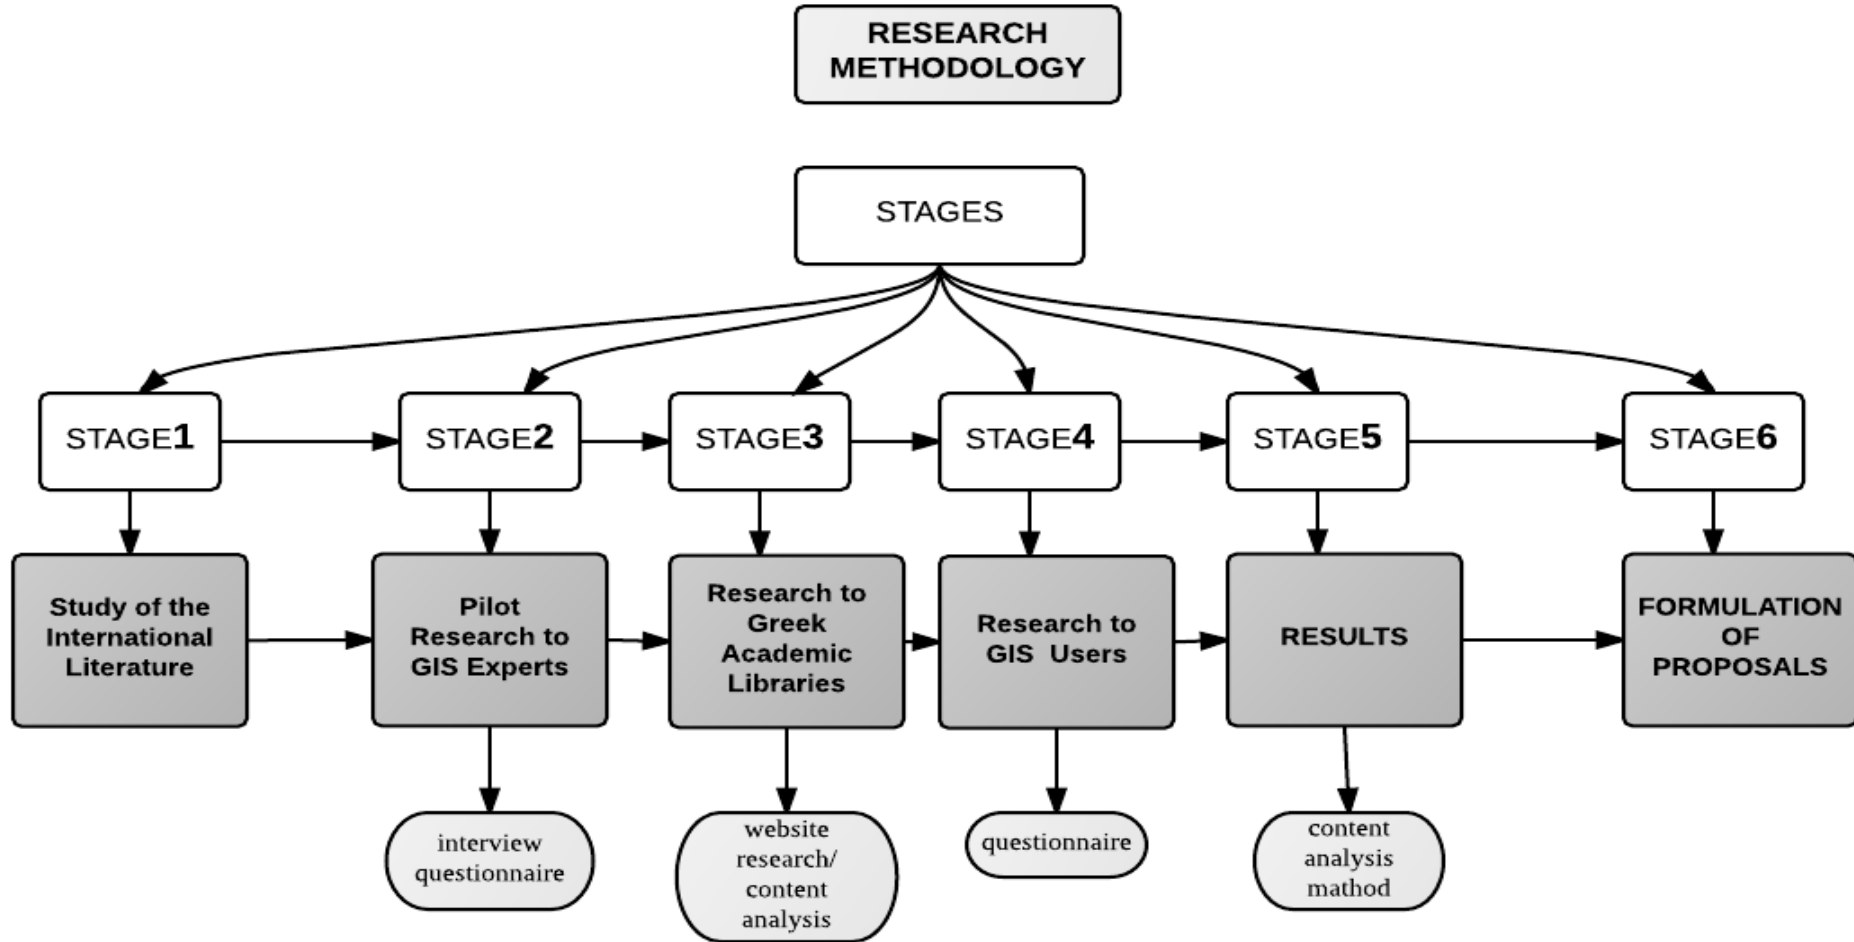 RESEARCH
METHODOLOGY
STAGES
STAGE1
STAGE2
STAGE3
STAGE4
STAGE5
STAGE6
Study of the
International
Literature
Pilot
Research to
GIS Experts
Research to
Greek
Academic
Libraries
Research to
GIS Users
RESULTS
FORMULATION
OF
PROPOSALS
interview
questionnaire
website
research/
content
analysis
questionnaire
content
analysis
mathod